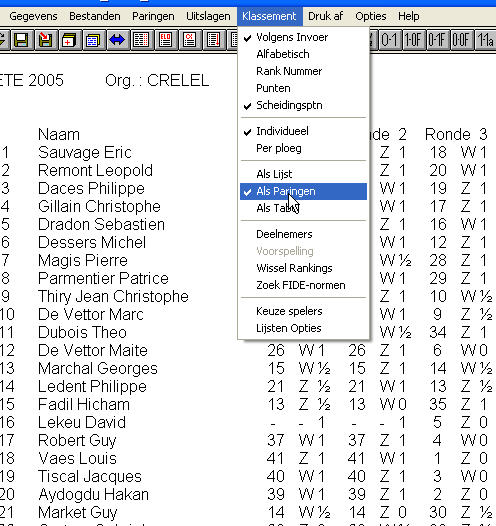 Gegevens Bestanden Paringen Uitslagen Klassement Druk af Opties Help
0-1 1-0F 0-1F 0-0F 1-1a
ETE 2005 Org. : CRELEL
Volgens Invoer
Alfabetisch
Rank Nummer
Punten
Scheidingsptn
Individueel
Per ploeg
Als Lijst
Als Paringen
Als Tabel
Deelnemers
Voorspelling
Wissel Rankings
Zoek FIDE-normen
Keuze spelers
Lijsten Opties
Naam de 2 Ronde 3
1 Sauvage Eric Z 1 18 W 1
2 Remont Leopold Z 1 20 W 1
3 Daces Philippe Z 1 19 Z 1
4 Gillain Christophe Z 1 17 W 1
5 Dradon Sebastien Z 1 16 W 1
6 Dessers Michel W 1 12 Z 1
7 Magis Pierre W ½ 28 Z 1
8 Parmentier Patrice W 1 29 Z 1
9 Thiry Jean Christophe Z 1 10 W ½
10 De Vettor Marc W 1 9 Z ½
11 Dubois Theo W ½ 34 Z 1
12 De Vettor Maite 26 W 1 26 Z 1 6 W 0
13 Marchal Georges 15 W ½ 15 Z 1 14 W ½
14 Ledent Philippe 21 Z ½ 21 W 1 13 Z ½
15 Fadil Hicham 13 Z ½ 13 W 0 35 Z 1
16 Lekeu David - - 1 - - 1 5 Z 0
17 Robert Guy 37 W 1 37 Z 1 4 W 0
18 Vaes Louis 41 Z 1 41 W 1 1 Z 0
19 Tiscal Jacques 40 W 1 40 Z 1 3 W 0
20 Aydogdu Hakan 39 W 1 39 Z 1 2 Z 0
21 Market Guy 14 W ½ 14 Z 0 30 Z ½